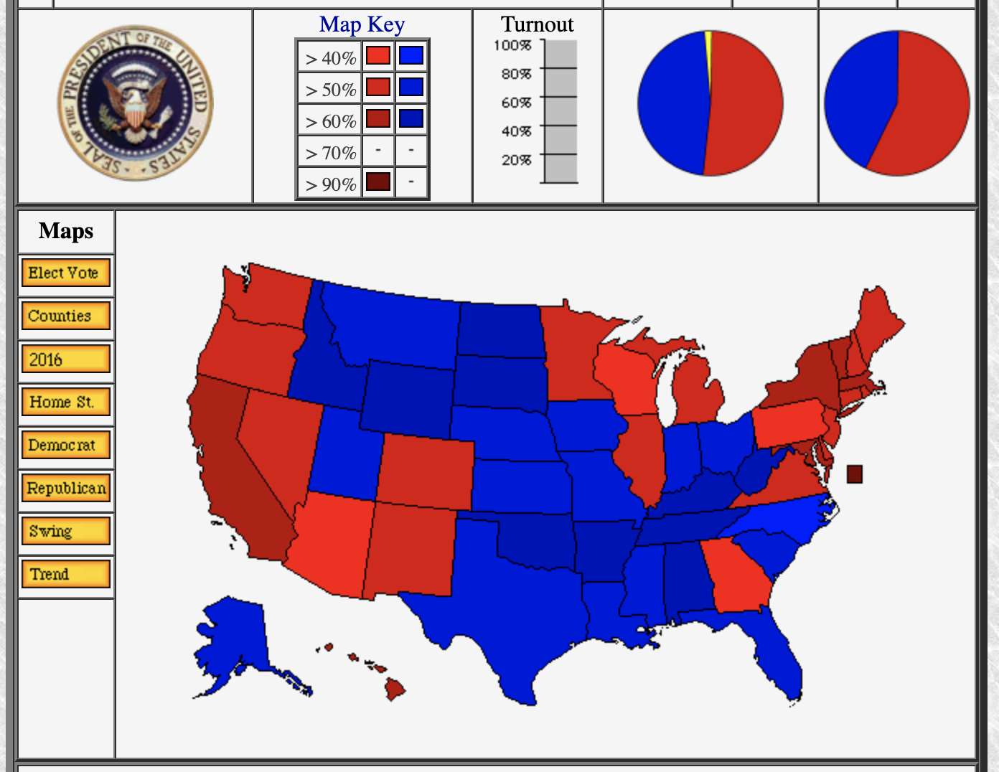 SEAL OF THE PRESIDENT OF THE UNITED STATES
Map Key
> 40%
> 50%
> 60%
> 70% - -
> 90% -
Turnout
100%
80%
60%
40%
20%
Maps
Elect Vote
Counties
2016
Home St.
Democrat
Republican
Swing
Trend